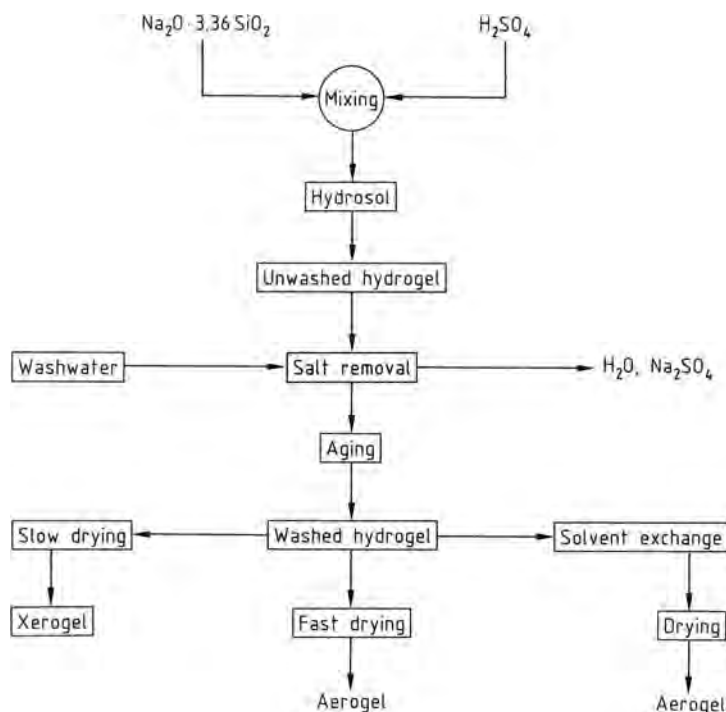 Na₂O · 3,36 SiO₂
H₂SO₄
Mixing
Hydrosol
Unwashed hydrogel
Washwater
Salt removal
H₂O, Na₂SO₄
Aging
Slow drying
Washed hydrogel
Solvent exchange
Xerogel
Fast drying
Drying
Aerogel
Aerogel